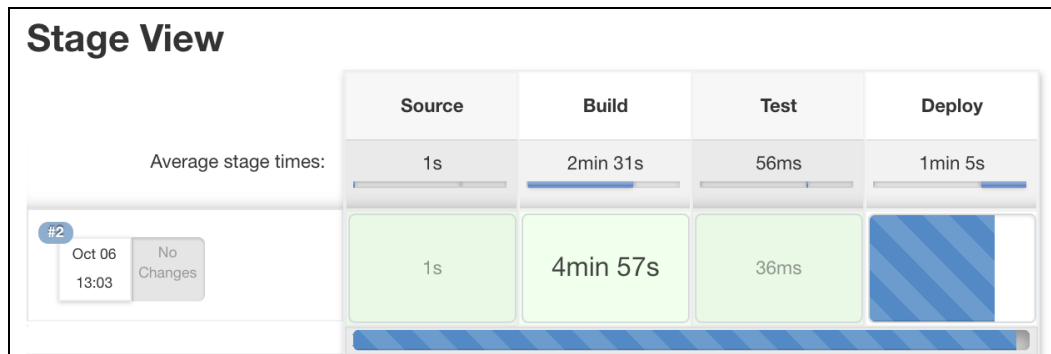 Stage View
Source Build Test Deploy
Average stage times: 1s 2min 31s 56ms 1min 5s
#2
Oct 06
13:03
No
Changes
1s 4min 57s 36ms